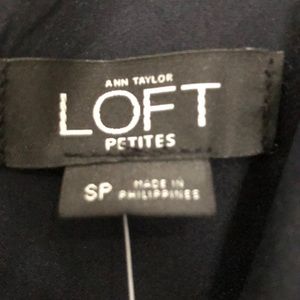 ANN TAYLOR
LOFT
PETITES
SP MADE IN
PHILIPPINES